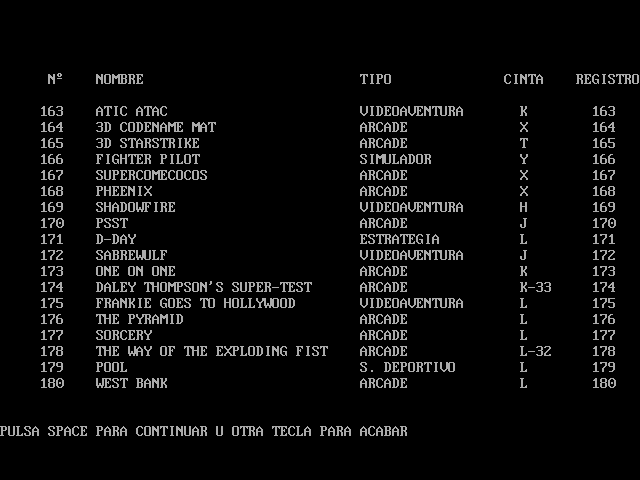 Nº NOMBRE TIPO CINTA REGISTRO
163 ATIC ATAC VIDEOAVENTURA K 163
164 3D CODENAME MAT ARCADE X 164
165 3D STARSTRIKE ARCADE T 165
166 FIGHTER PILOT SIMULADOR Y 166
167 SUPERCOMECOCOS ARCADE X 167
168 PHEENIX ARCADE X 168
169 SHADOWFIRE VIDEOAVENTURA H 169
170 PSST ARCADE J 170
171 D-DAY ESTRATEGIA L 171
172 SABREWULF VIDEOAVENTURA J 172
173 ONE ON ONE ARCADE K 173
174 DALEY THOMPSON'S SUPER-TEST ARCADE K-33 174
175 FRANKIE GOES TO HOLLYWOOD VIDEOAVENTURA L 175
176 THE PYRAMID ARCADE L 176
177 SORCERY ARCADE L 177
178 THE WAY OF THE EXPLODING FIST ARCADE L-32 178
179 POOL S. DEPORTIVO L 179
180 WEST BANK ARCADE L 180
PULSA SPACE PARA CONTINUAR U OTRA TECLA PARA ACABAR